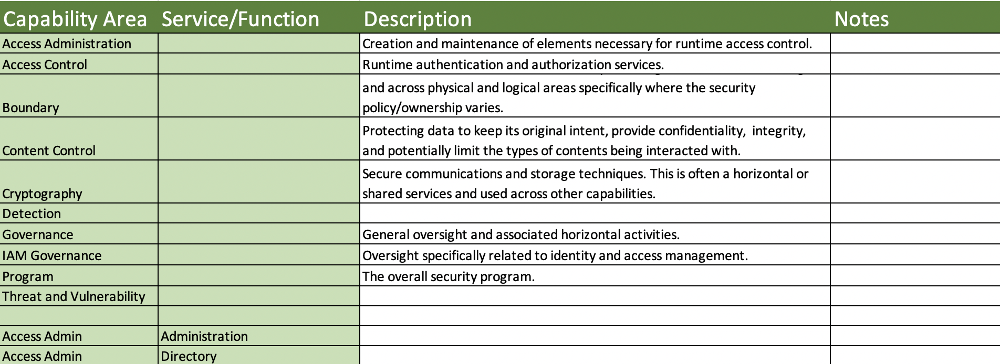 Capability Area Service/Function Description Notes
Access Administration Creation and maintenance of elements necessary for runtime access control.
Access Control Runtime authentication and authorization services.
and across physical and logical areas specifically where the security
Boundary policy/ownership varies.
Protecting data to keep its original intent, provide confidentiality,  integrity,
Content Control and potentially limit the types of contents being interacted with.
Secure communications and storage techniques. This is often a horizontal or
Cryptography shared services and used across other capabilities.
Detection
Governance General oversight and associated horizontal activities.
IAM Governance Oversight specifically related to identity and access management.
Program The overall security program.
Threat and Vulnerability
Access Admin Administration
Access Admin Directory